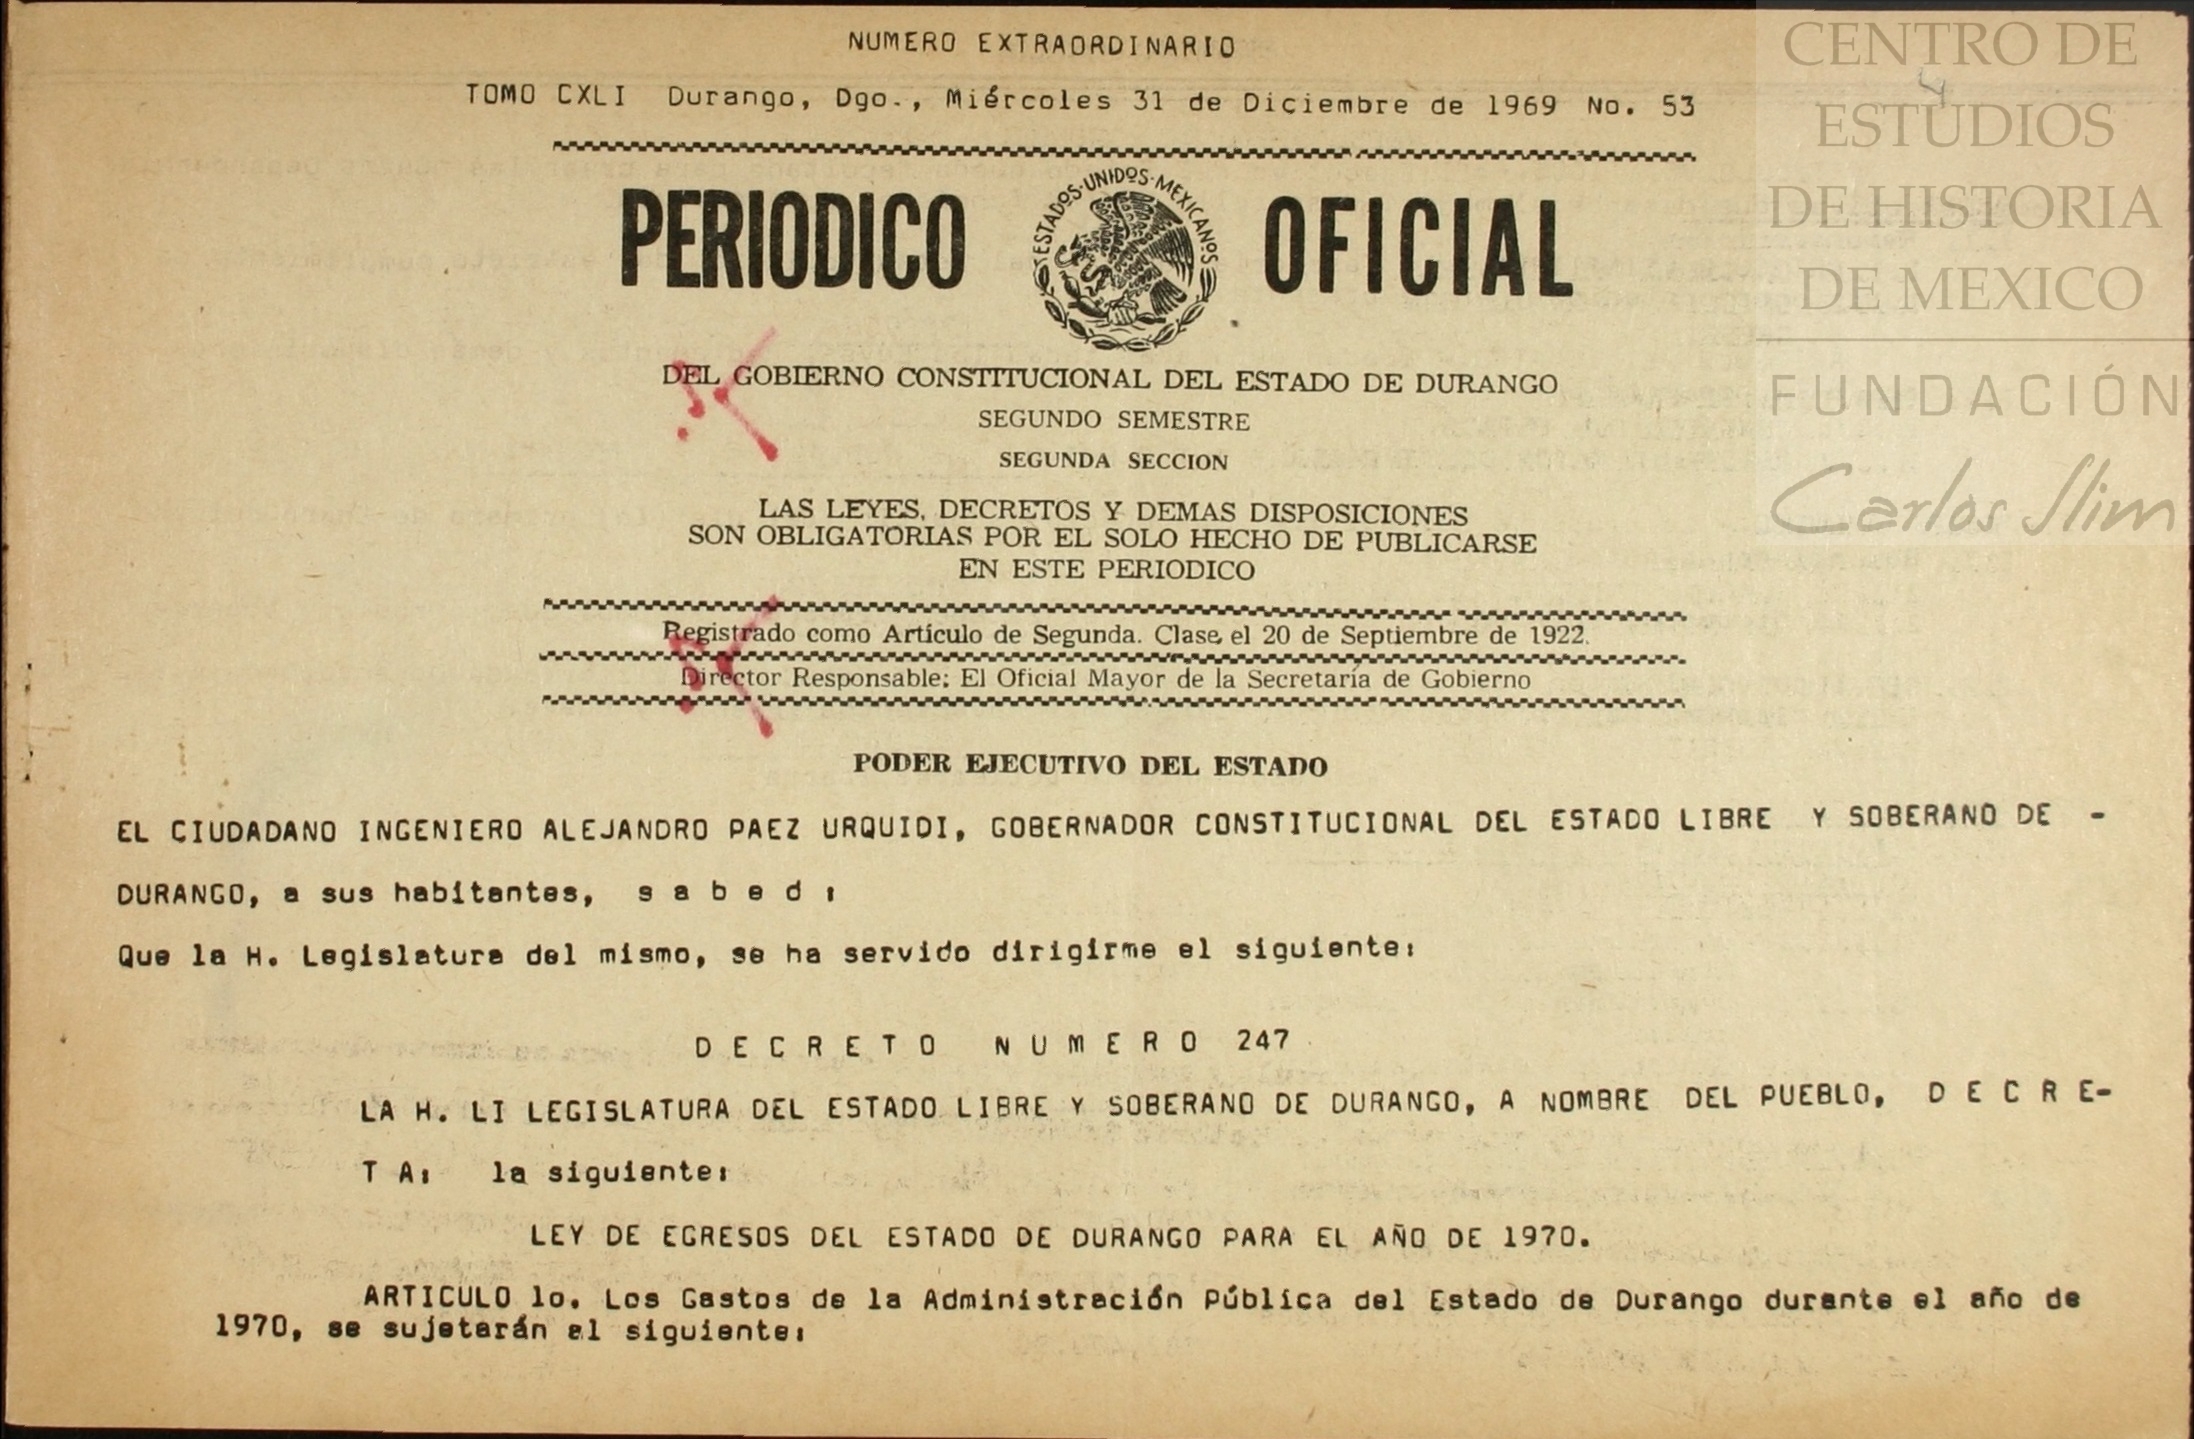 NUMERO EXTRAORDINARIO
TOMO CXLI Durango, Dgo., Miércoles 31 de Diciembre de 1969 No. 53
PERIODICO OFICIAL
ESTADOS·UNIDOS·MEXICANOS
DEL GOBIERNO CONSTITUCIONAL DEL ESTADO DE DURANGO
SEGUNDO SEMESTRE
SEGUNDA SECCION
LAS LEYES, DECRETOS Y DEMAS DISPOSICIONES
SON OBLIGATORIAS POR EL SOLO HECHO DE PUBLICARSE
EN ESTE PERIODICO
Registrado como Artículo de Segunda. Clase, el 20 de Septiembre de 1922.
Director Responsable; El Oficial Mayor de la Secretaría de Gobierno
PODER EJECUTIVO DEL ESTADO
EL CIUDADANO INGENIERO ALEJANDRO PAEZ URQUIDI, GOBERNADOR CONSTITUCIONAL DEL ESTADO LIBRE Y SOBERANO DE -
DURANGO, a sus habitantes, s a b e d :
Que la H. Legislatura del mismo, se ha servido dirigirme el siguiente:
D E C R E T O N U M E R O 247
LA H. LI LEGISLATURA DEL ESTADO LIBRE Y SOBERANO DE DURANGO, A NOMBRE DEL PUEBLO, D E C R E-
T A: la siguiente:
LEY DE EGRESOS DEL ESTADO DE DURANGO PARA EL AÑO DE 1970.
ARTICULO 1o. Los Gastos de la Administración Pública del Estado de Durango durante el año de
1970, se sujetarán al siguiente:
CENTRO DE
ESTUDIOS
DE HISTORIA
DE MEXICO
FUNDACIÓN
Carlos Slim